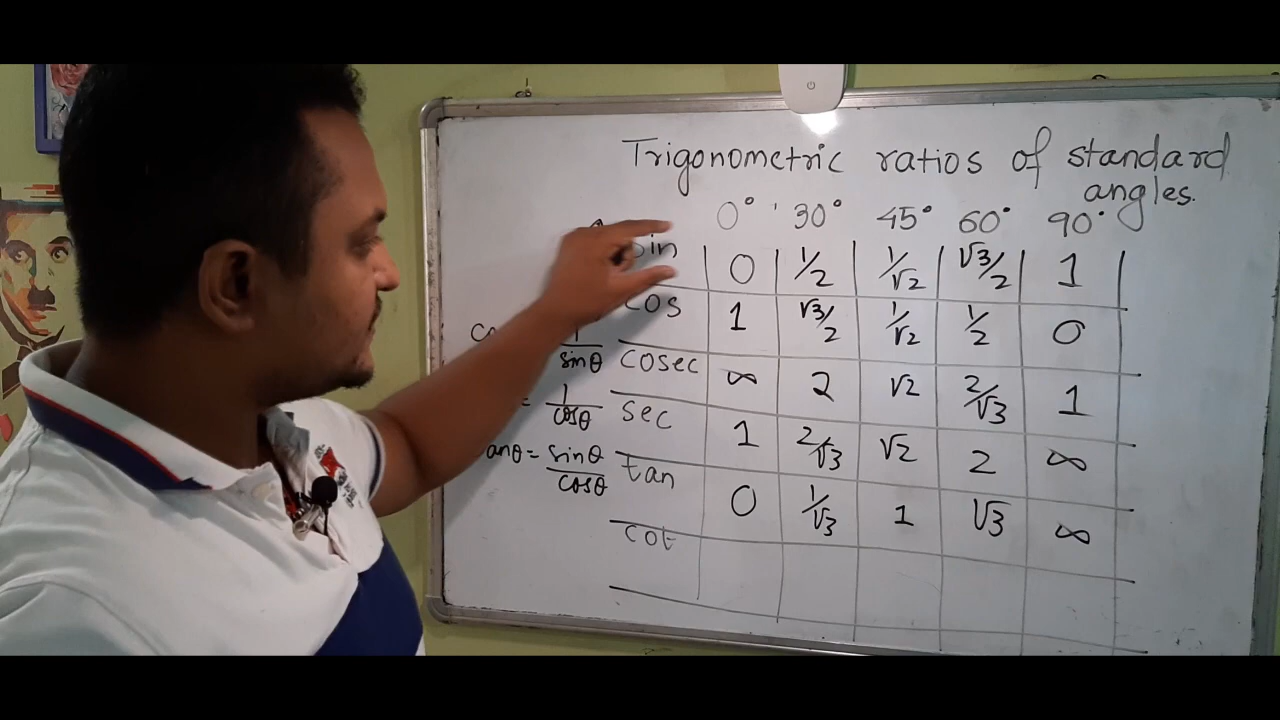 Trigonometric ratios of standard
angles.
0° 30° 45° 60° 90°
sin 0 1/2 1/√2 √3/2 1
cos 1 √3/2 1/√2 1/2 0
cosec ∞ 2 √2 2/√3 1
sec 1 2/√3 √2 2 ∞
tan 0 1/√3 1 √3 ∞
cot
1/sinθ
= 1/cosθ
anθ = sinθ/cosθ